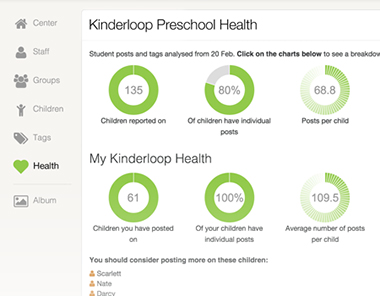 Center
Staff
Groups
Children
Tags
Health
Album
Kinderloop Preschool Health
Student posts and tags analysed from 20 Feb. Click on the charts below to see a breakdow
135
80%
68.8
Children reported on
Of children have individual
posts
Posts per child
My Kinderloop Health
61
100%
109.5
Children you have posted
on
Of your children have
individual posts
Average number of posts
per child
You should consider posting more on these children:
Scarlett
Nate
Darcy